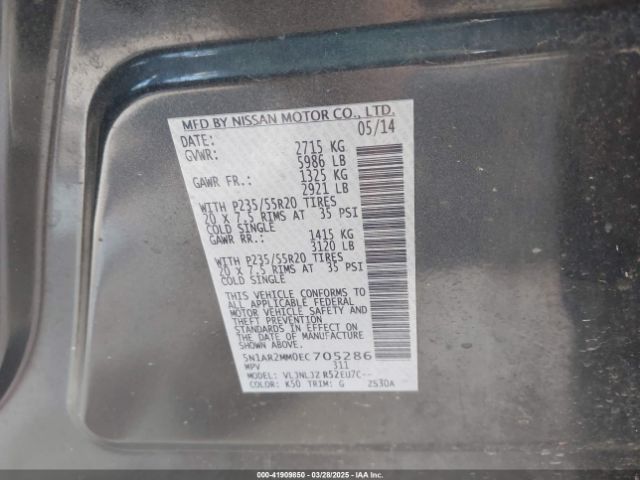 MFD BY NISSAN MOTOR CO., LTD.
DATE: 05/14
GVWR: 2715 KG
5986 LB
GAWR FR.: 1325 KG
2921 LB
WITH P235/55R20 TIRES
20 X 7.5 RIMS AT 35 PSI
COLD SINGLE
GAWR RR.: 1415 KG
3120 LB
WITH P235/55R20 TIRES
20 X 7.5 RIMS AT 35 PSI
COLD SINGLE
THIS VEHICLE CONFORMS TO
ALL APPLICABLE FEDERAL
MOTOR VEHICLE SAFETY AND
THEFT PREVENTION
STANDARDS IN EFFECT ON
THE DATE OF MANUFACTURE
SHOWN ABOVE.
5N1AR2MM0EC705286
MPV 311
MODEL: VLJNLJZ R52EU7C--
COLOR: K50 TRIM: G ZS30A
000-41909850 | 03/28/2025 - IAA Inc.